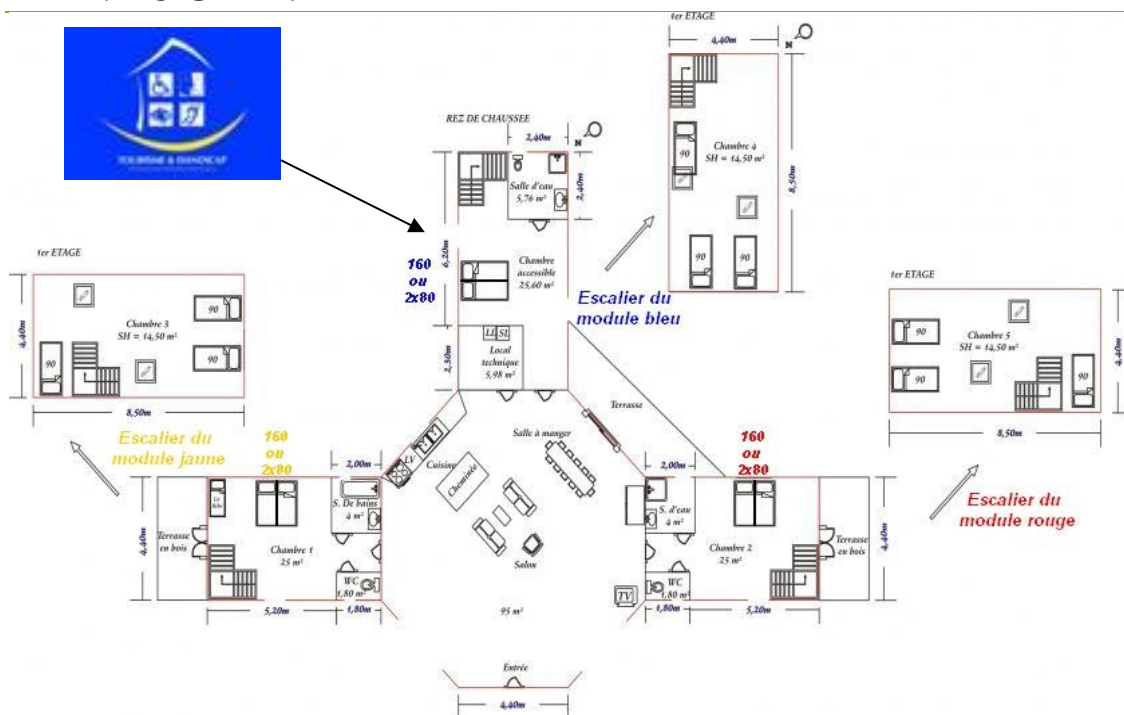 TOURISME & HANDICAP
1er ETAGE
4,40m
N
8,50m
Chambre 4
SH = 14,50 m²
90
90
90
REZ DE CHAUSSEE
2,40m
N
Salle d'eau
5,76 m²
2,40m
6,20m
160
ou
2x80
Chambre
accessible
25,60 m²
Escalier du
module bleu
LL SL
Local
technique
5,98 m²
2,30m
1er ETAGE
4,40m
Chambre 3
SH = 14,50 m²
90
90
90
8,50m
1er ETAGE
Chambre 5
SH = 14,50 m²
90
90
90
4,40m
8,50m
Escalier du
module jaune
160
ou
2x80
Terrasse
Salle à manger
LV
Cuisine
Cheminée
Salon
95 m²
TV
160
ou
2x80
Escalier du
module rouge
2,00m
S. De bains
4 m²
4,40m
Terrasse
en bois
Chambre 1
25 m²
WC
1,80 m²
5,20m
1,80m
2,00m
S. d'eau
4 m²
Chambre 2
25 m²
Terrasse
en bois
4,40m
WC
1,80 m²
1,80m
5,20m
Entrée
4,40m